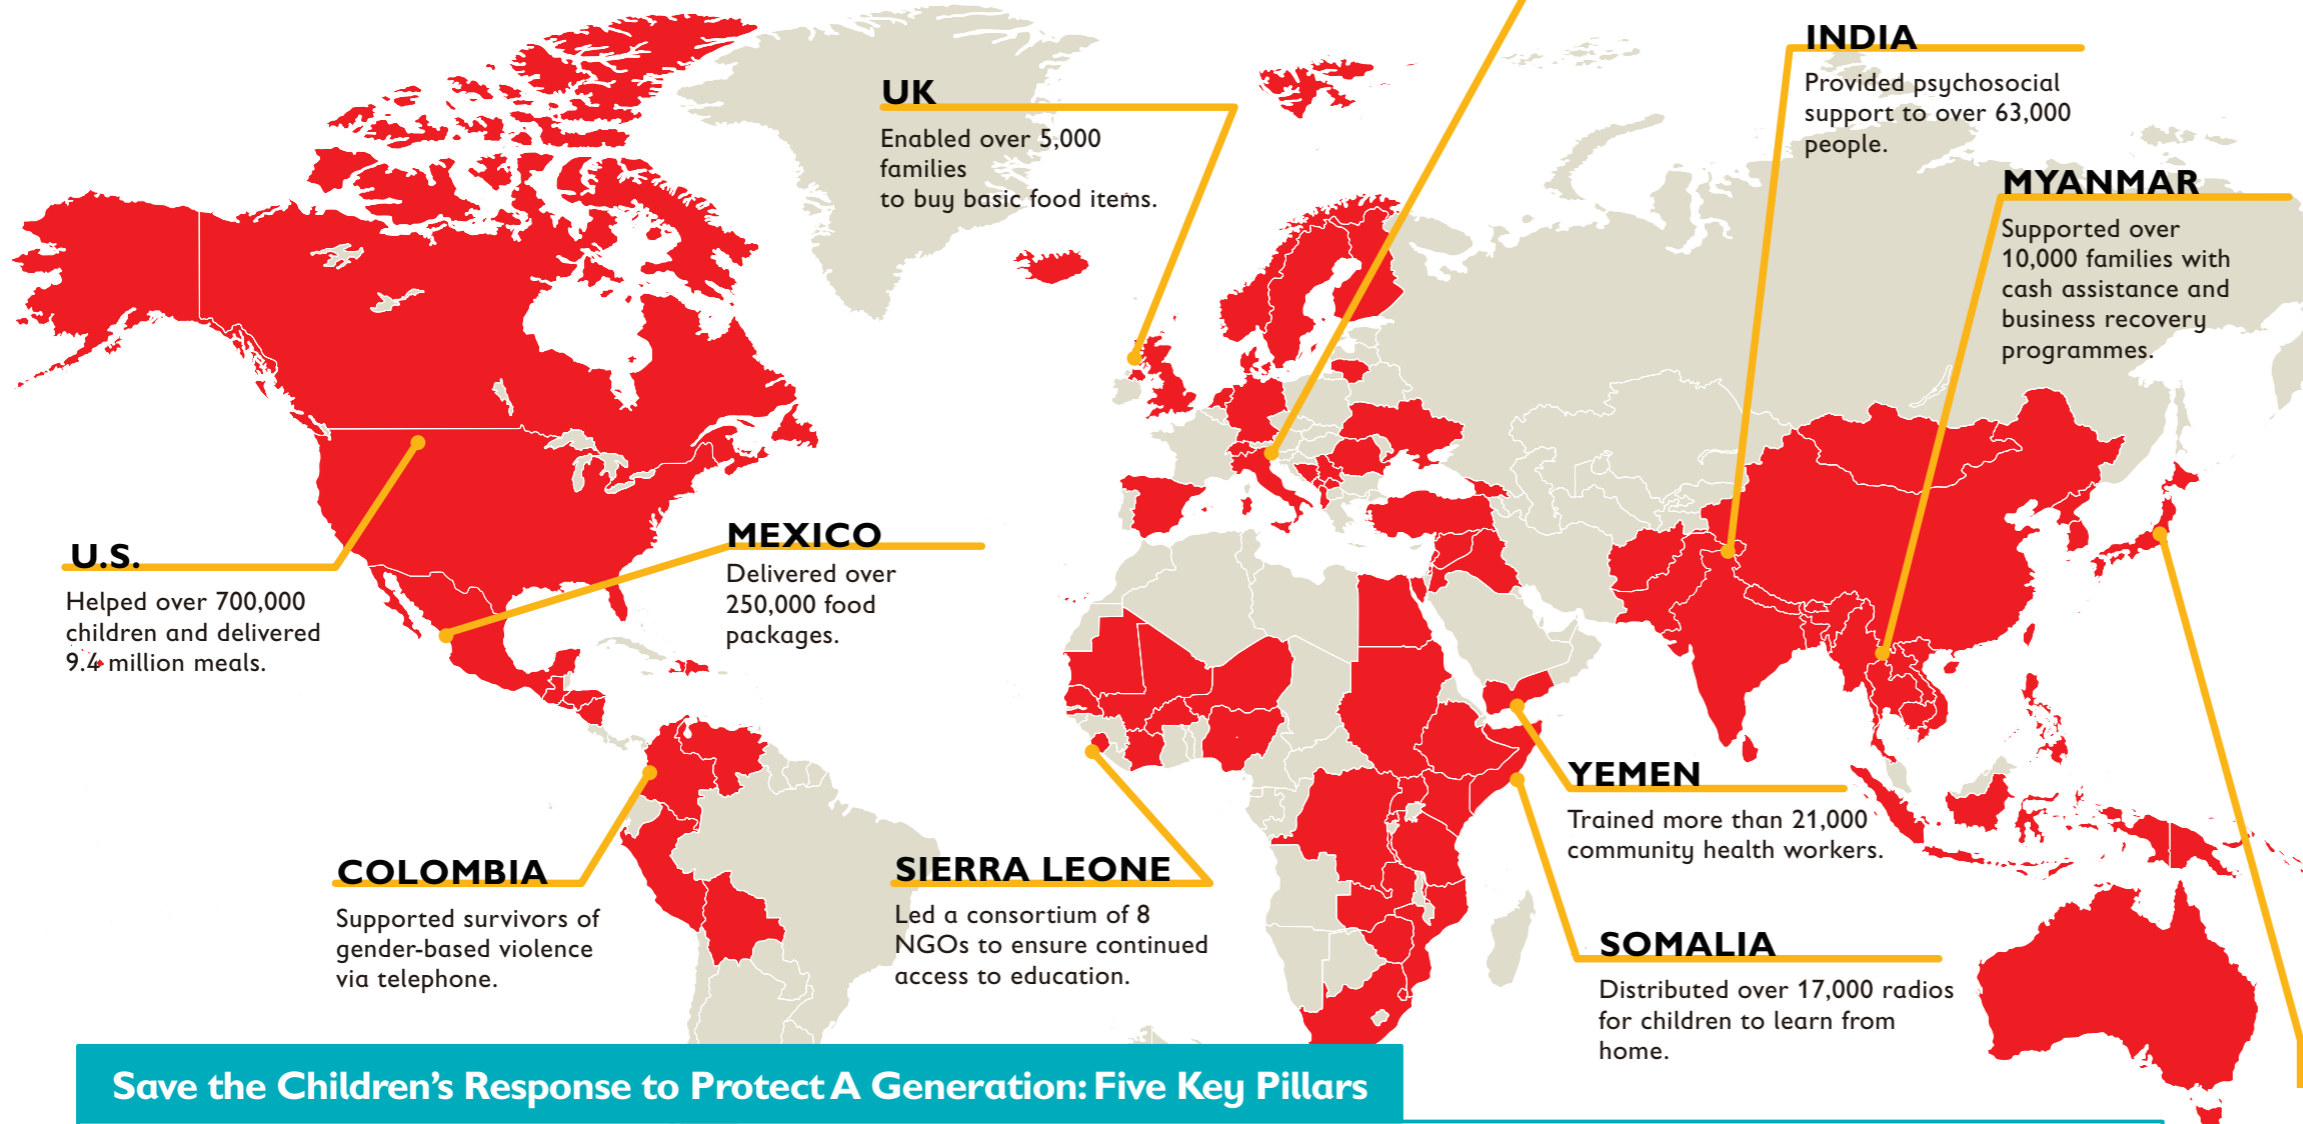 INDIA
Provided psychosocial
support to over 63,000
people.
UK
Enabled over 5,000
families
to buy basic food items.
MYANMAR
Supported over
10,000 families with
cash assistance and
business recovery
programmes.
U.S.
Helped over 700,000
children and delivered
9.4 million meals.
MEXICO
Delivered over
250,000 food
packages.
YEMEN
Trained more than 21,000
community health workers.
COLOMBIA
Supported survivors of
gender-based violence
via telephone.
SIERRA LEONE
Led a consortium of 8
NGOs to ensure continued
access to education.
SOMALIA
Distributed over 17,000 radios
for children to learn from
home.
Save the Children’s Response to Protect A Generation: Five Key Pillars